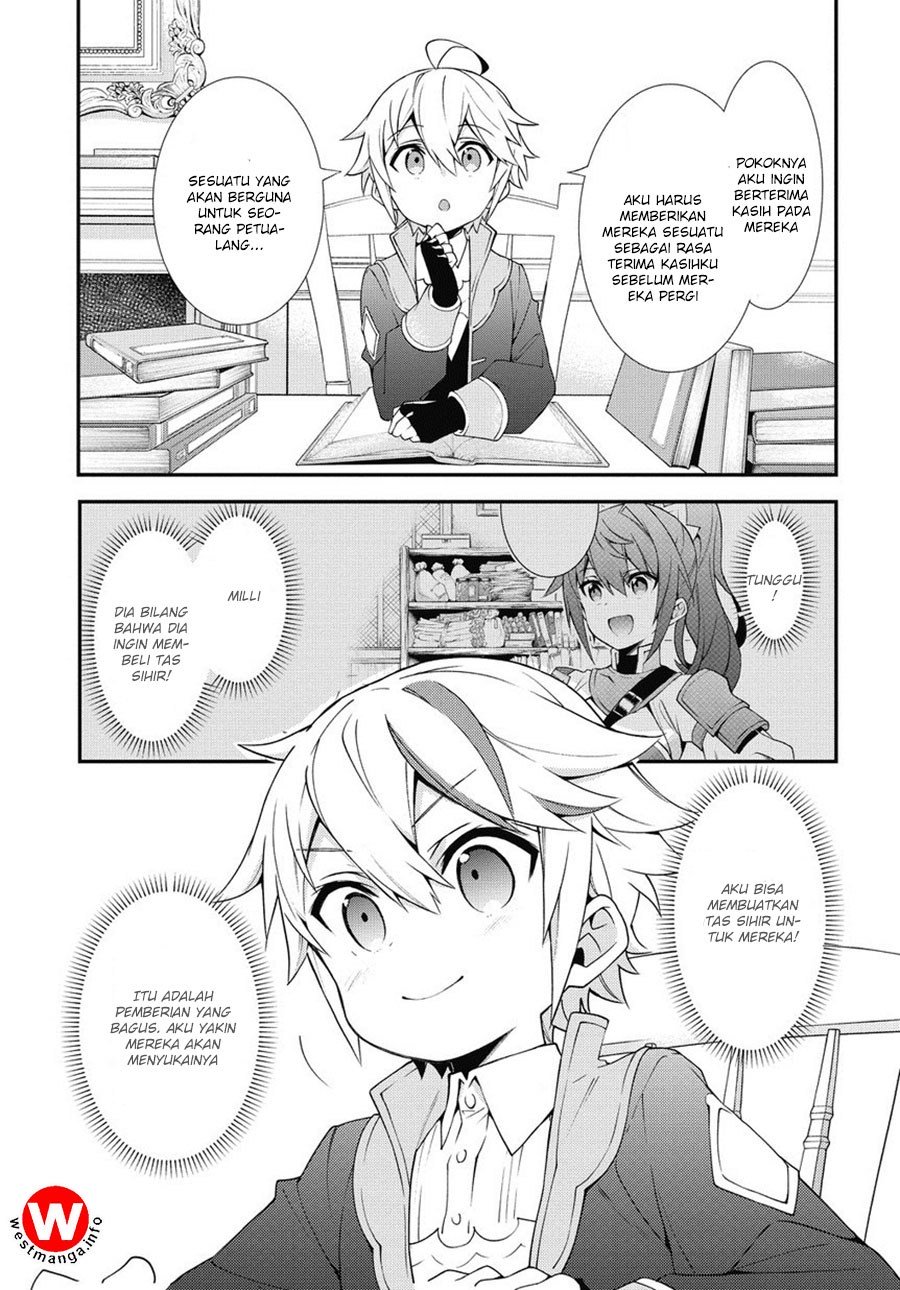 POKOKNYA
AKU INGIN
BERTERIMA
KASIH PADA
MEREKA
AKU HARUS
MEMBERIKAN
MEREKA SESUATU
SEBAGAI RASA
TERIMA KASIHKU
SEBELUM MER-
EKA PERGI
SESUATU YANG
AKAN BERGUNA
UNTUK SEO-
RANG PETUA-
LANG...
TUNGGU
!
MILLI
DIA BILANG
BAHWA DIA
INGIN MEM-
BELI TAS
SIHIR!
AKU BISA
MEMBUATKAN
TAS SIHIR UN-
TUK MEREKA!
ITU ADALAH
PEMBERIAN YANG
BAGUS. AKU YAKIN
MEREKA AKAN
MENYUKAINYA
W
westmanga.info